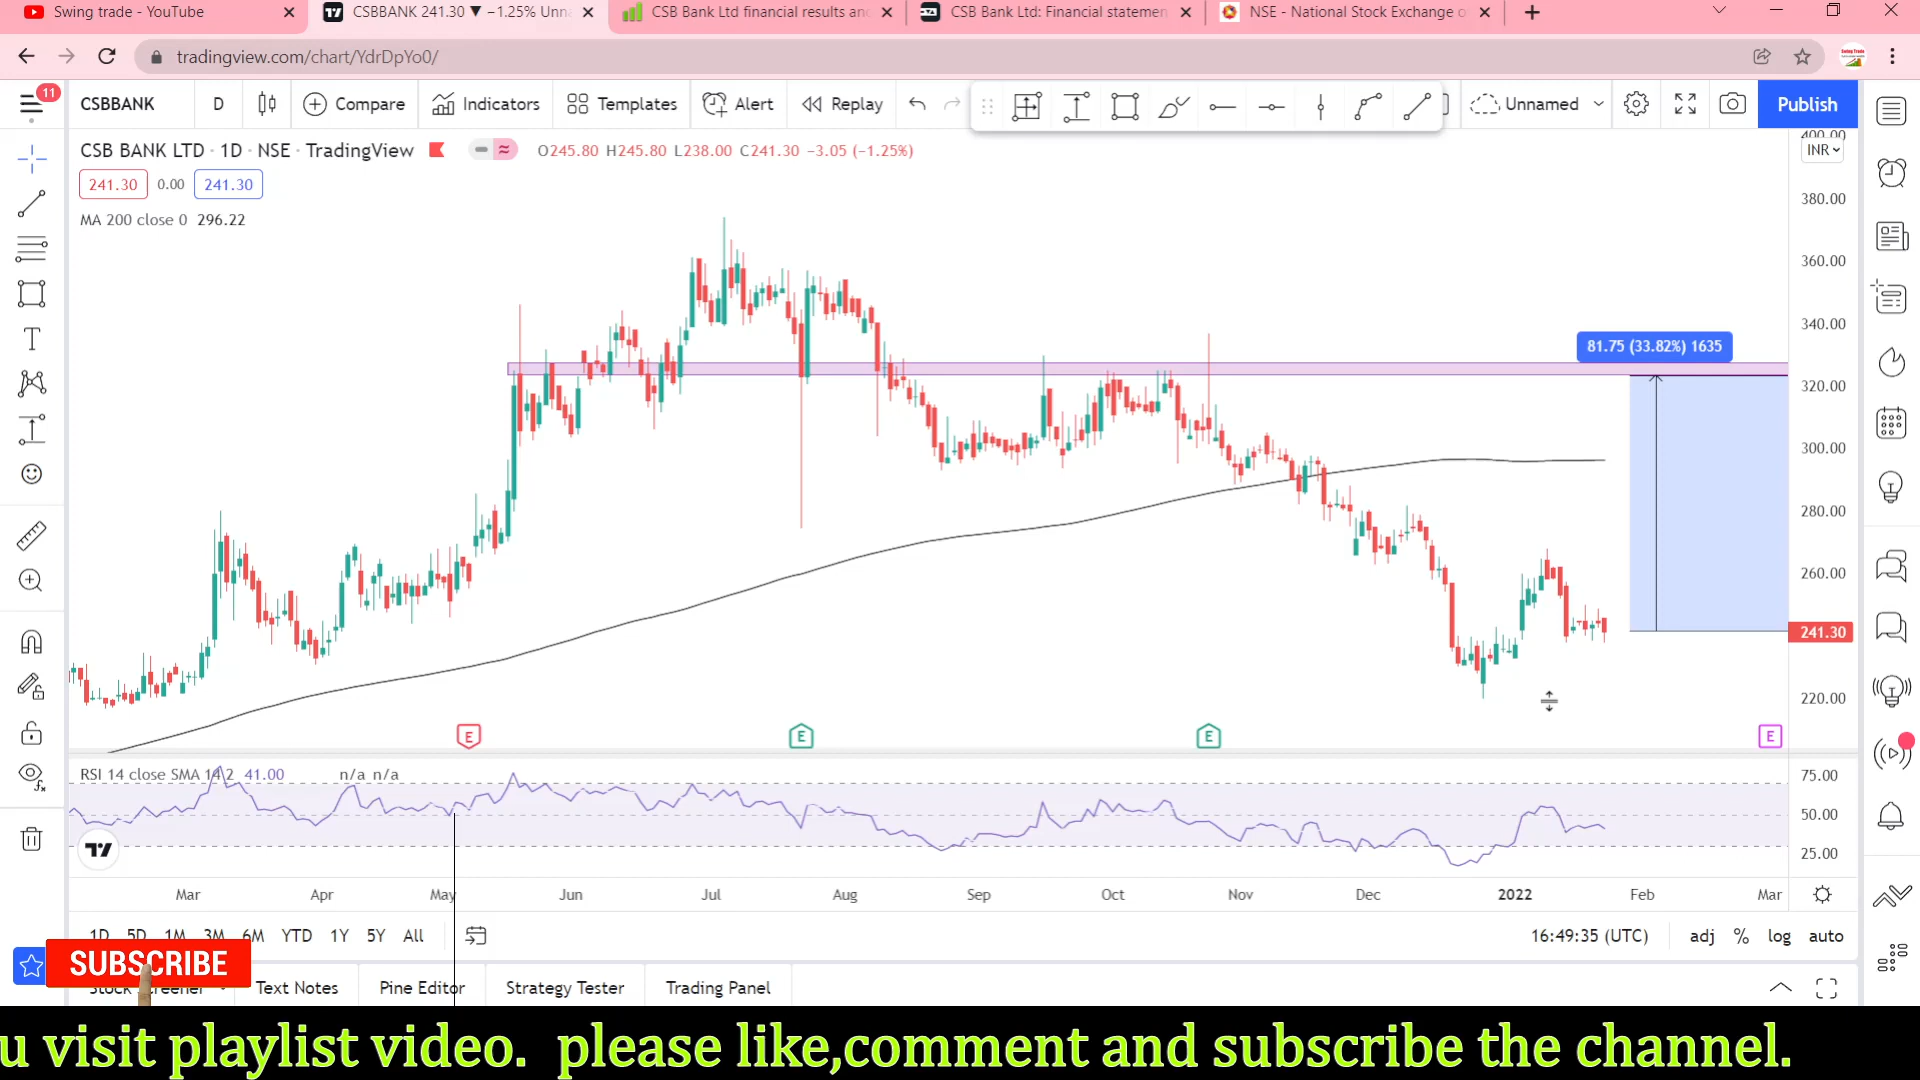 Swing trade - YouTube
CSBBANK 241.30 ▼ −1.25% Unna
CSB Bank Ltd financial results and
CSB Bank Ltd: Financial statemen
NSE - National Stock Exchange o
tradingview.com/chart/YdrDpYo0/
11
CSBBANK
D
Compare
Indicators
Templates
Alert
Replay
Unnamed
Publish
CSB BANK LTD · 1D · NSE · TradingView
O245.80 H245.80 L238.00 C241.30 −3.05 (−1.25%)
400.00
INR
241.30 0.00 241.30
MA 200 close 0 296.22
380.00
360.00
340.00
81.75 (33.82%) 1635
320.00
300.00
280.00
260.00
241.30
220.00
E
E
E
E
RSI 14 close SMA 14 2 41.00 n/a n/a
75.00
50.00
25.00
Mar Apr May Jun Jul Aug Sep Oct Nov Dec 2022 Feb Mar
1D 5D 1M 3M 6M YTD 1Y 5Y All
16:49:35 (UTC)
adj % log auto
SUBSCRIBE
Stock Screener
Text Notes
Pine Editor
Strategy Tester
Trading Panel
u visit playlist video. please like,comment and subscribe the channel.